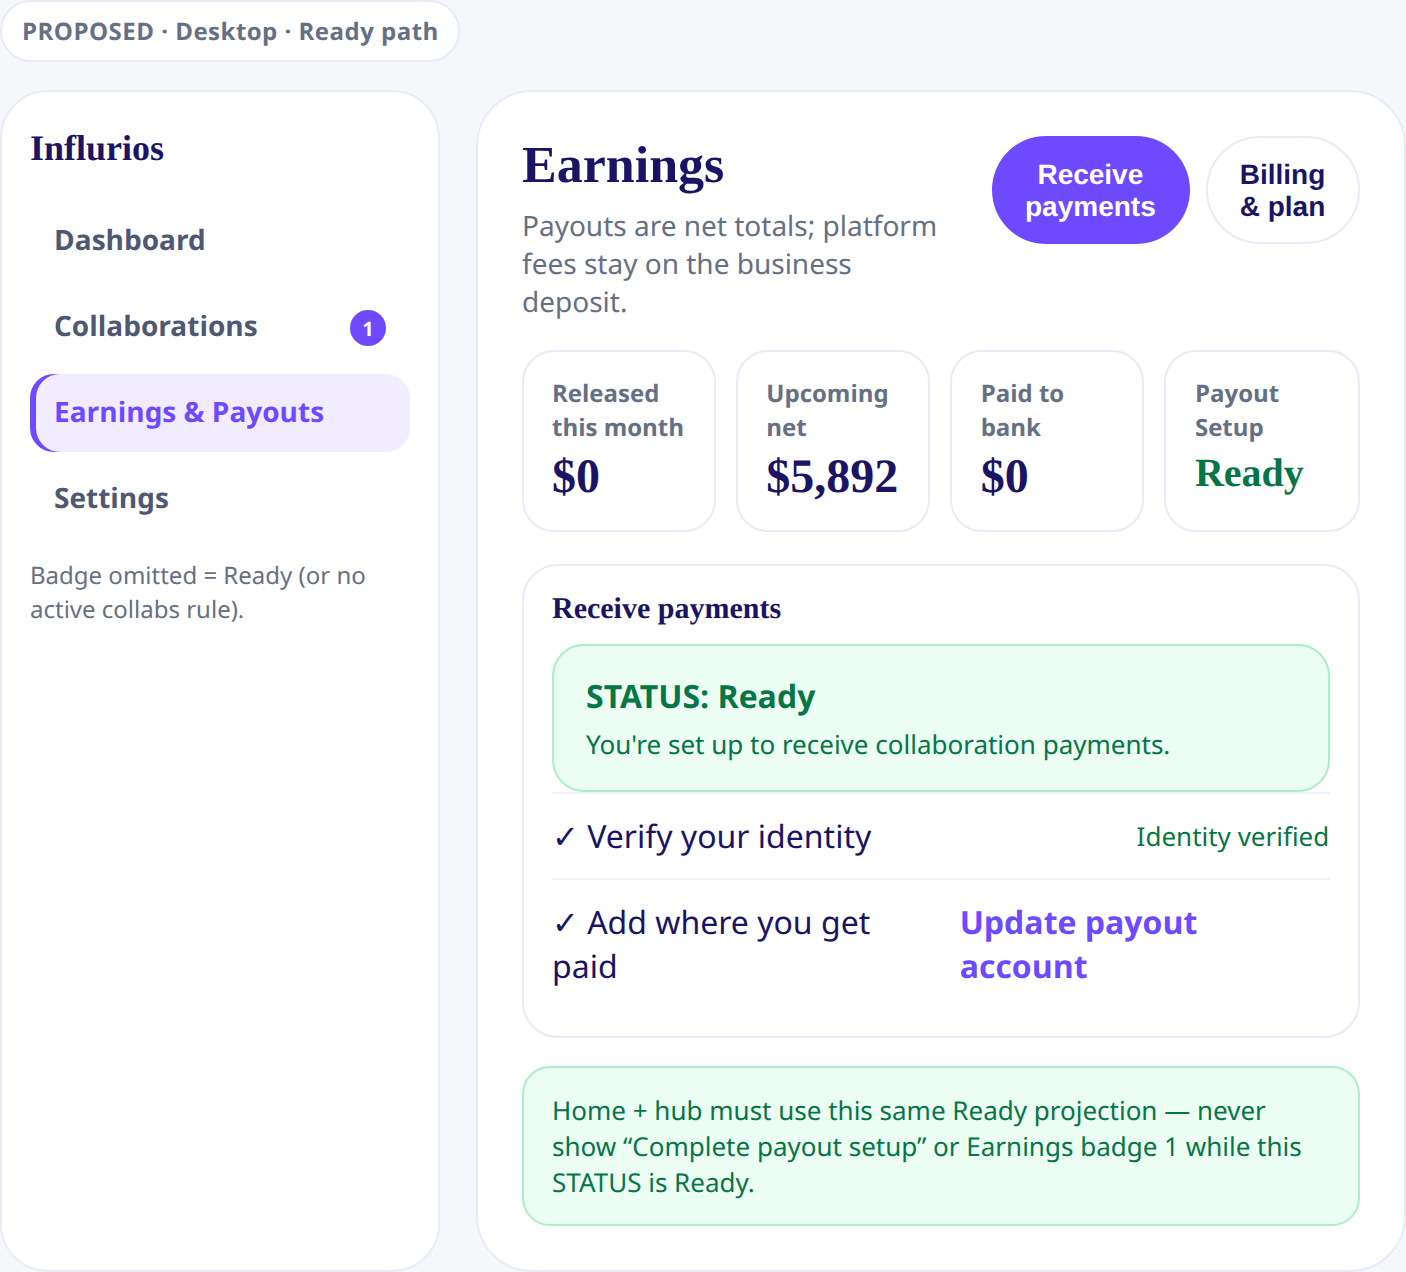 PROPOSED · Desktop · Ready path
Influrios
Dashboard
Collaborations
1
Earnings & Payouts
Settings
Badge omitted = Ready (or no
active collabs rule).
Earnings
Payouts are net totals; platform
fees stay on the business
deposit.
Receive
payments
Billing
& plan
Released
this month
$0
Upcoming
net
$5,892
Paid to
bank
$0
Payout
Setup
Ready
Receive payments
STATUS: Ready
You're set up to receive collaboration payments.
✓ Verify your identity
Identity verified
✓ Add where you get
paid
Update payout
account
Home + hub must use this same Ready projection — never
show “Complete payout setup” or Earnings badge 1 while this
STATUS is Ready.